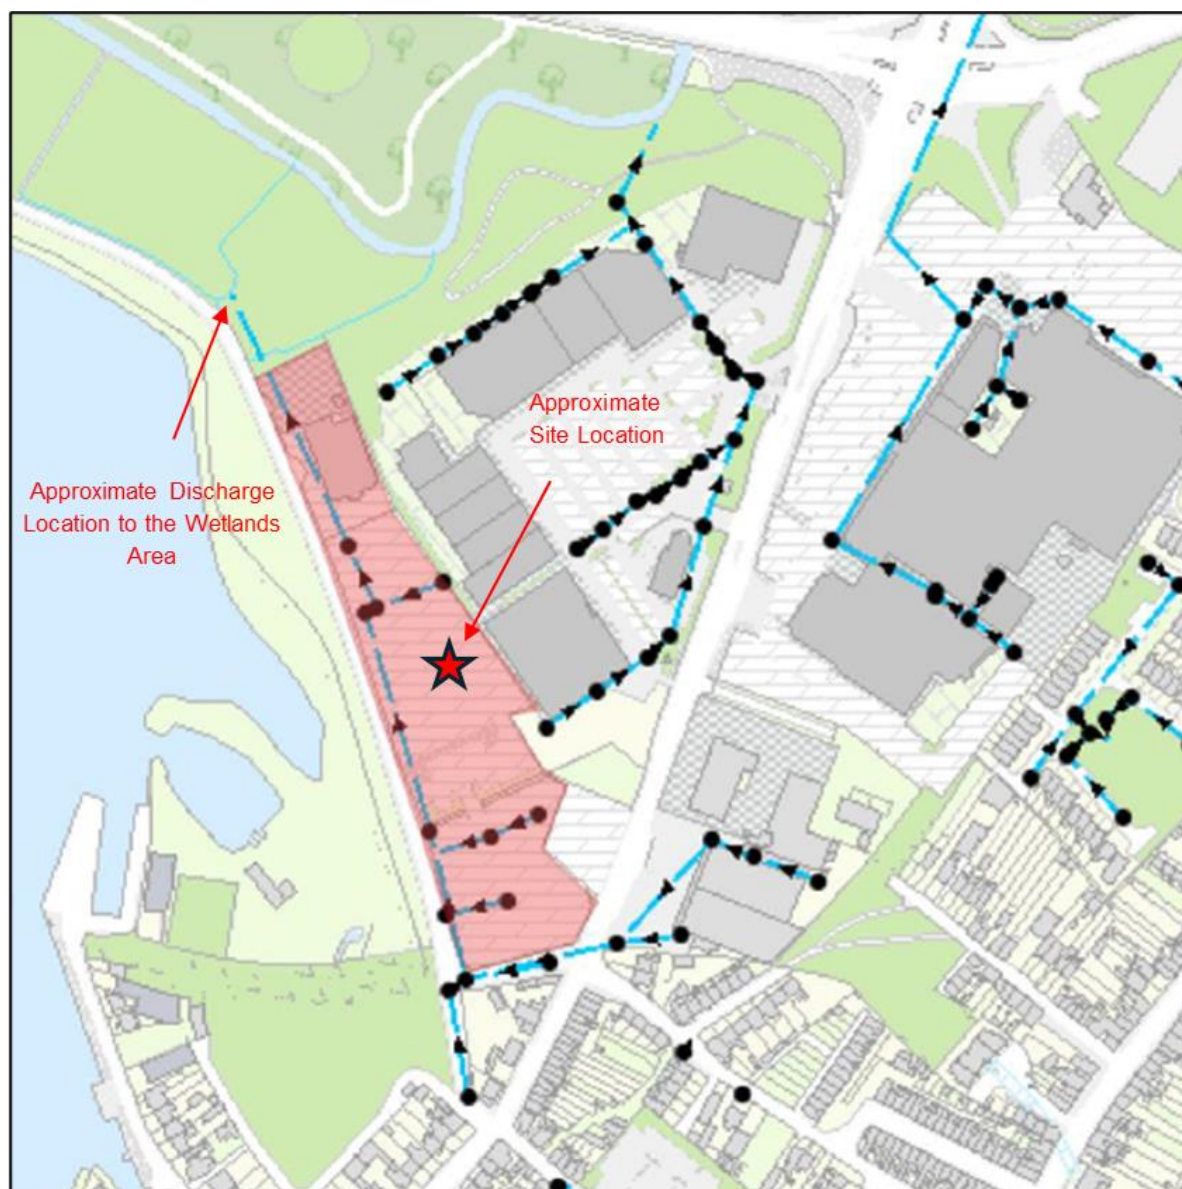 Approximate
Site Location
Approximate Discharge
Location to the Wetlands
Area